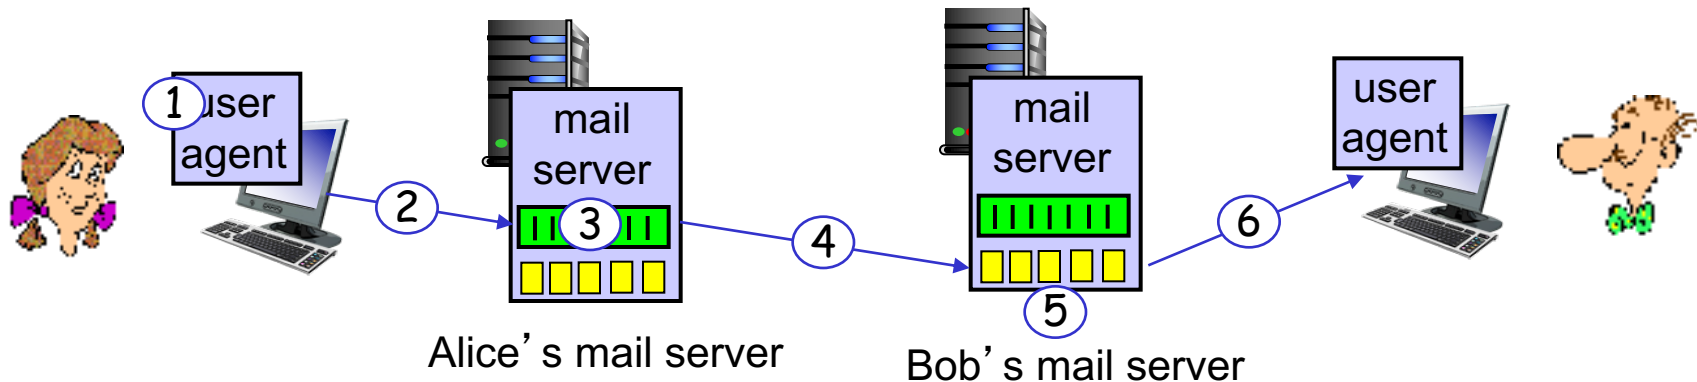 1
user
agent
2
mail
server
3
Alice’s mail server
4
mail
server
5
Bob’s mail server
6
user
agent